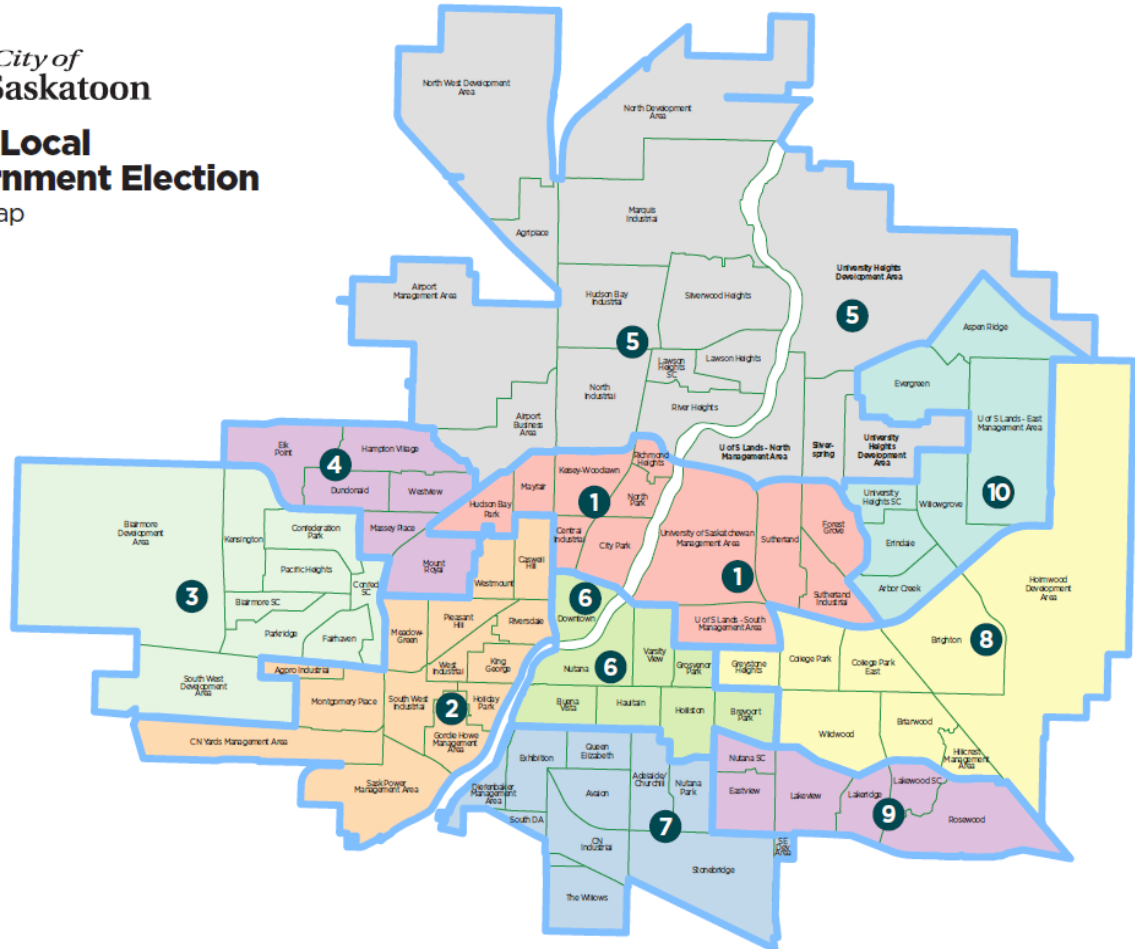 City of
Saskatoon
Local
rnment Election
ap
North West Development
Area
North Development
Area
Marquis
Industrial
Agriplace
Airport
Management Area
University Heights
Development Area
Hudson Bay
Industrial
Silverwood Heights
5
5
Aspen Ridge
Lawson
Heights
SC
Lawson Heights
Evergreen
North
Industrial
River Heights
Airport
Business
Area
U of S Lands - East
Management Area
Elk
Point
Hampton Village
4
U of S Lands - North
Management Area
Silver-
spring
University
Heights
Development
Area
Richmond
Heights
Kelsey-Woodlawn
Dundonald
Westview
Mayfair
1
North
Park
Hudson Bay
Park
University
Heights SC
Willowgrove
10
Blairmore
Development
Area
Confederation
Park
Massey Place
Kensington
Central
Industrial
City Park
University of Saskatchewan
Management Area
Sutherland
Forest
Grove
Erindale
Pacific Heights
Mount
Royal
Caswell
Hill
Westmount
1
Confed
SC
3
Blairmore SC
6
Downtown
Sutherland
Industrial
Arbor Creek
Holmwood
Development
Area
Parkridge
Fairhaven
Meadow
Green
Pleasant
Hill
Riversdale
U of S Lands - South
Management Area
Varsity
View
8
Brighton
Agpro Industrial
West
Industrial
King
George
Nutana
6
Grosvenor
Park
Greystone
Heights
College Park
College Park
East
South West
Development
Area
Montgomery Place
South West
Industrial
2
Holiday
Park
Buena
Vista
Haultain
Holliston
Brevoort
Park
Briarwood
Wildwood
CN Yards Management Area
Gordie Howe
Management
Area
Hillcrest
Management
Area
Exhibition
Queen
Elizabeth
Nutana SC
SaskPower
Management Area
Diefenbaker
Management
Area
Avalon
Adelaide/
Churchill
Nutana
Park
Eastview
Lakeview
Lakeridge
Lakewood SC
9
Rosewood
South DA
7
CN
Industrial
SE
Dev
Area
Stonebridge
The Willows